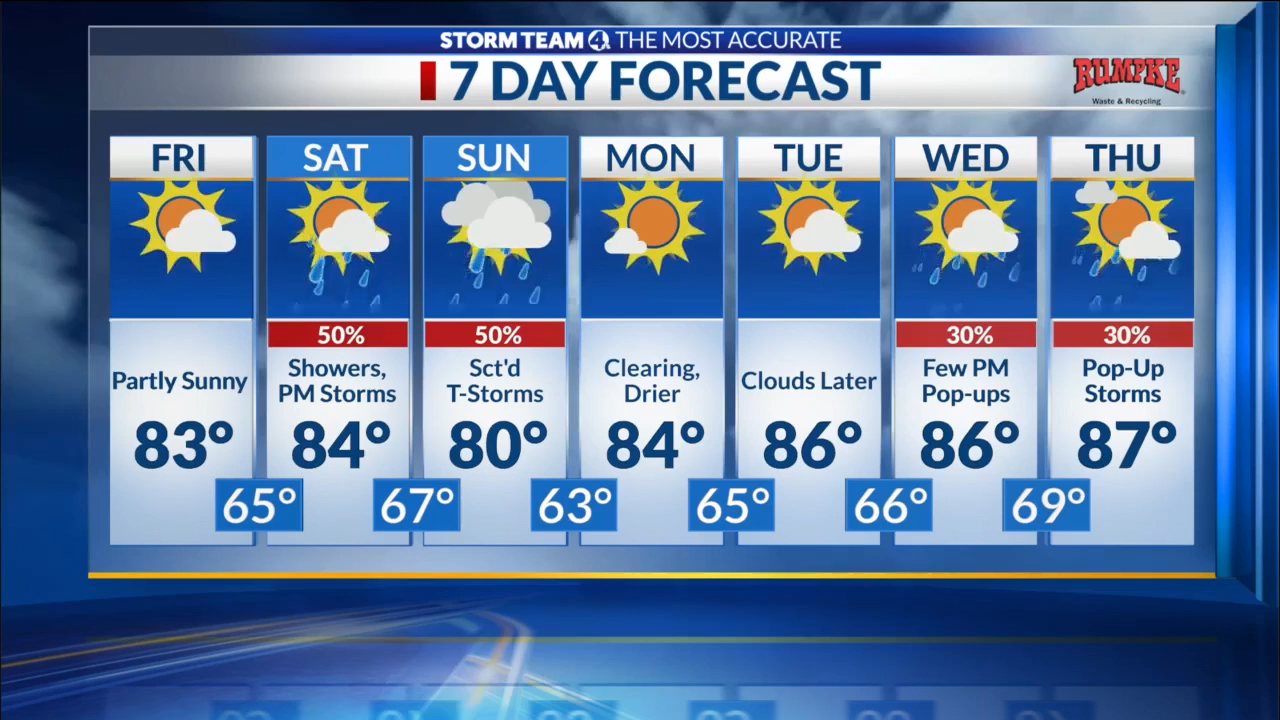 STORM TEAM 4 THE MOST ACCURATE
7 DAY FORECAST
RUMPKE
Waste & Recycling
FRI
SAT
SUN
MON
TUE
WED
THU
50%
50%
30%
30%
Partly Sunny
Showers,
PM Storms
Sct'd
T-Storms
Clearing,
Drier
Clouds Later
Few PM
Pop-ups
Pop-Up
Storms
83°
84°
80°
84°
86°
86°
87°
65°
67°
63°
65°
66°
69°